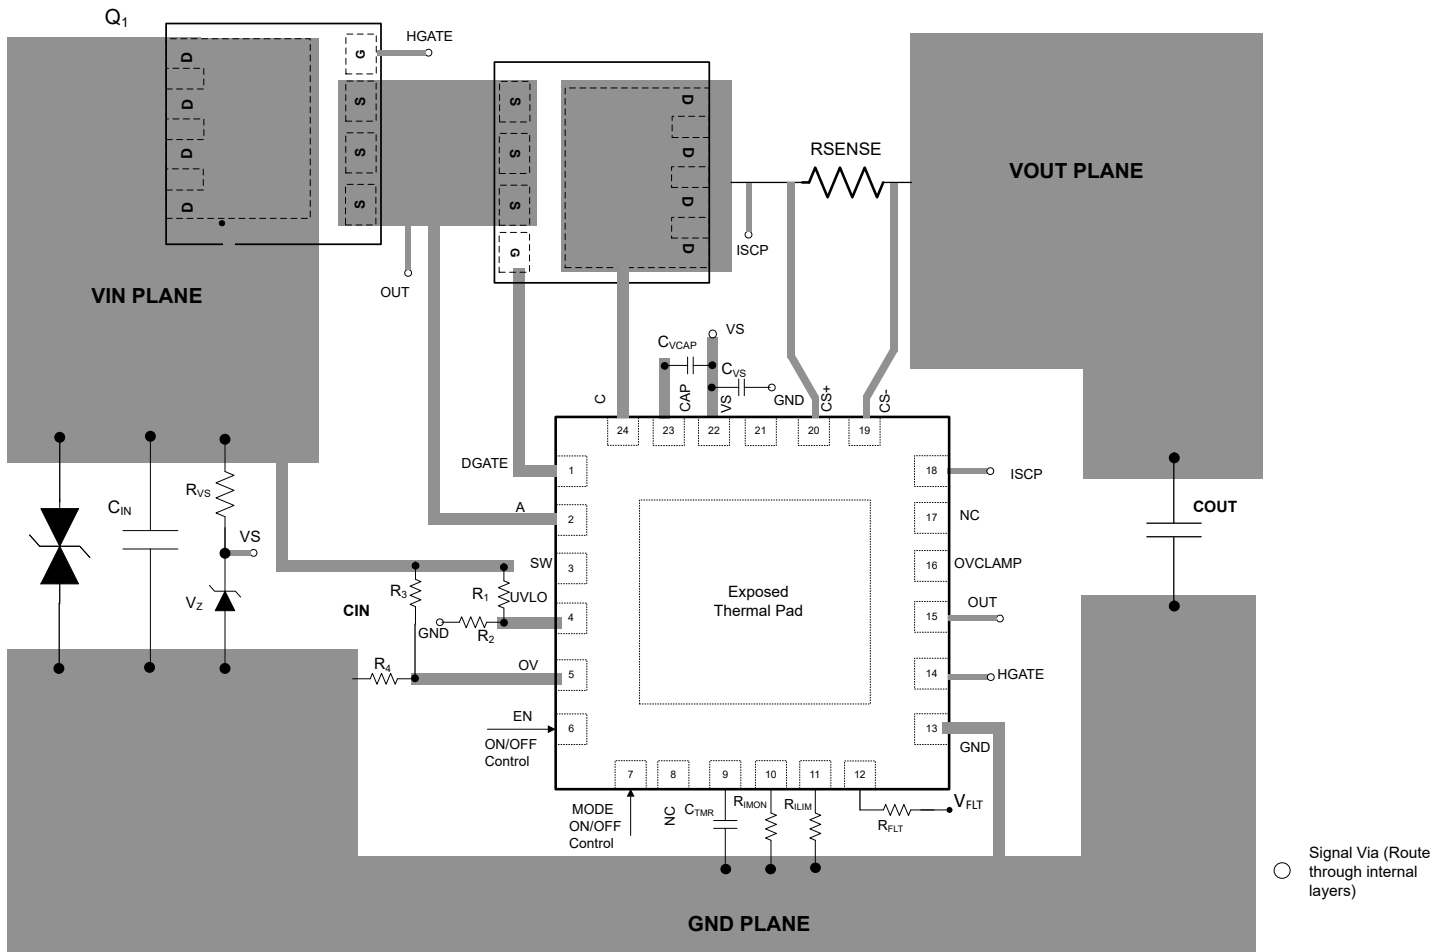 Q1
HGATE
D
D
D
D
G
S
S
S
S
S
S
G
D
D
D
D
RSENSE
VOUT PLANE
ISCP
OUT
VIN PLANE
VS
CVCAP
CVS
GND
C
CAP
VS
CS+
CS-
24
23
22
21
20
19
DGATE
1
18
ISCP
A
2
17
NC
SW
3
16
OVCLAMP
UVLO
4
15
OUT
OV
5
14
HGATE
EN
ON/OFF
Control
6
13
GND
Exposed
Thermal Pad
RVS
CIN
VS
VZ
R3
R1
CIN
GND
R2
R4
COUT
7
8
9
10
11
12
MODE
ON/OFF
Control
NC
CTMR
RIMON
RILIM
RFLT
VFLT
GND PLANE
Signal Via (Route
through internal
layers)